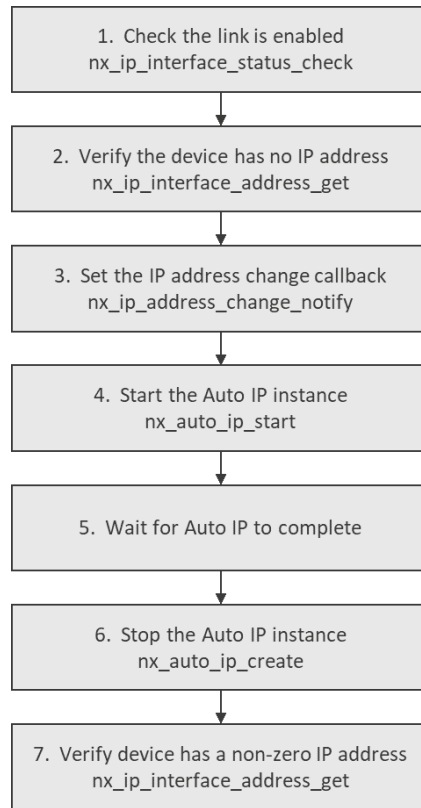 1. Check the link is enabled
nx_ip_interface_status_check
2. Verify the device has no IP address
nx_ip_interface_address_get
3. Set the IP address change callback
nx_ip_address_change_notify
4. Start the Auto IP instance
nx_auto_ip_start
5. Wait for Auto IP to complete
6. Stop the Auto IP instance
nx_auto_ip_create
7. Verify device has a non-zero IP address
nx_ip_interface_address_get